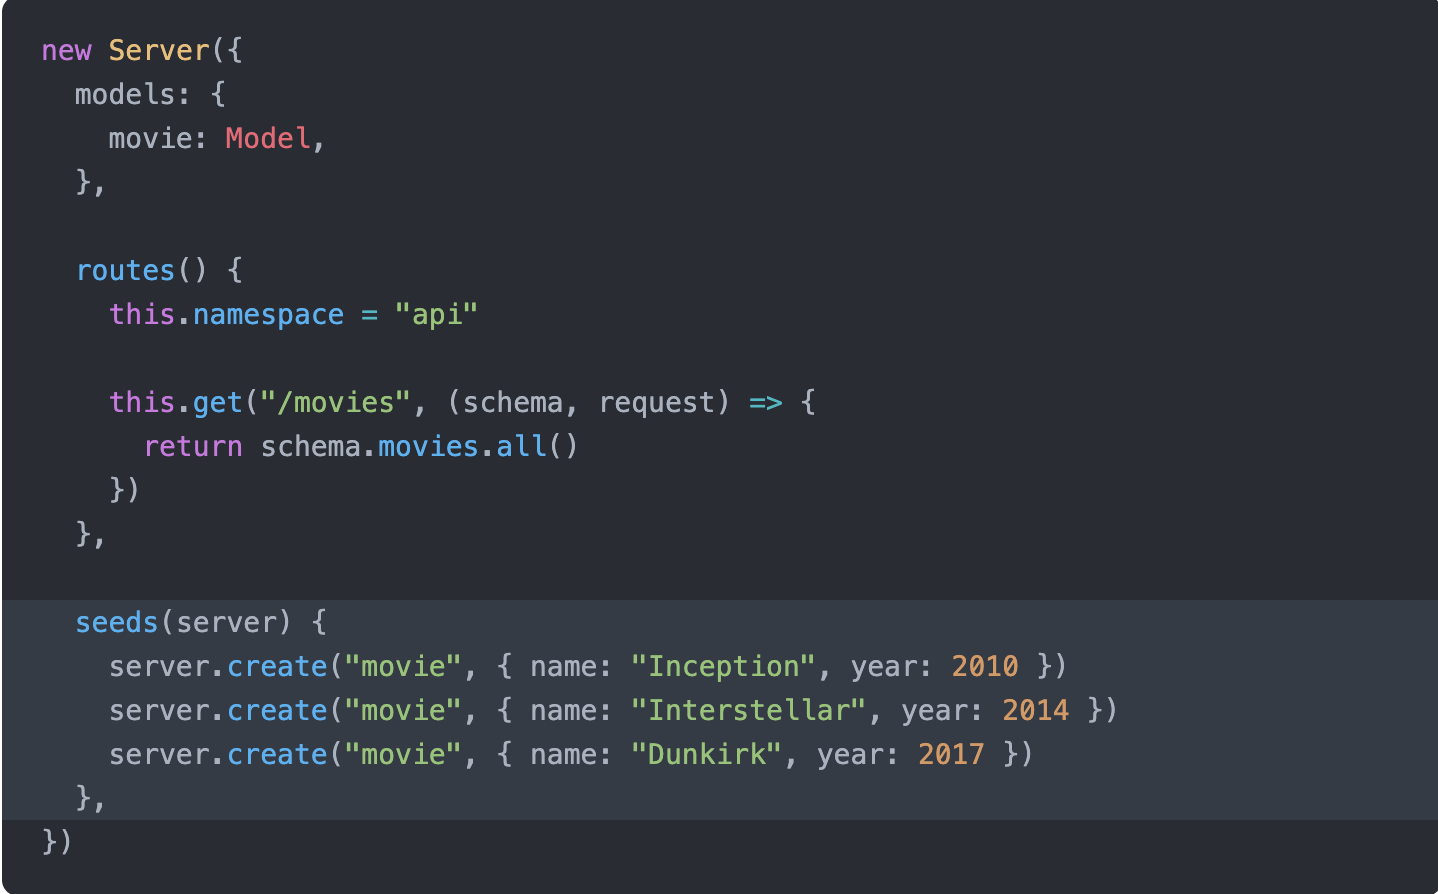 new Server({
  models: {
    movie: Model,
  },

  routes() {
    this.namespace = "api"

    this.get("/movies", (schema, request) => {
      return schema.movies.all()
    })
  },

  seeds(server) {
    server.create("movie", { name: "Inception", year: 2010 })
    server.create("movie", { name: "Interstellar", year: 2014 })
    server.create("movie", { name: "Dunkirk", year: 2017 })
  },
})